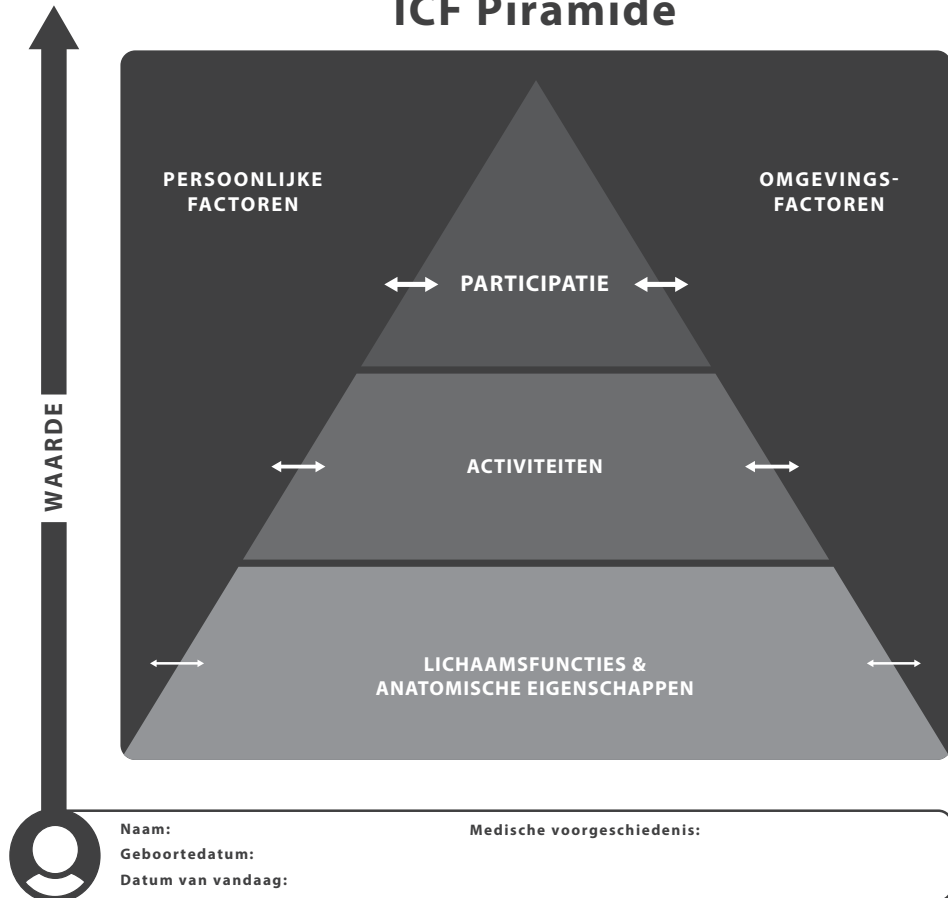 ICF Piramide
PERSOONLIJKE
FACTOREN
OMGEVINGS-
FACTOREN
PARTICIPATIE
WAARDE
ACTIVITEITEN
LICHAAMSFUNCTIES &
ANATOMISCHE EIGENSCHAPPEN
Naam:
Medische voorgeschiedenis:
Geboortedatum:
Datum van vandaag: